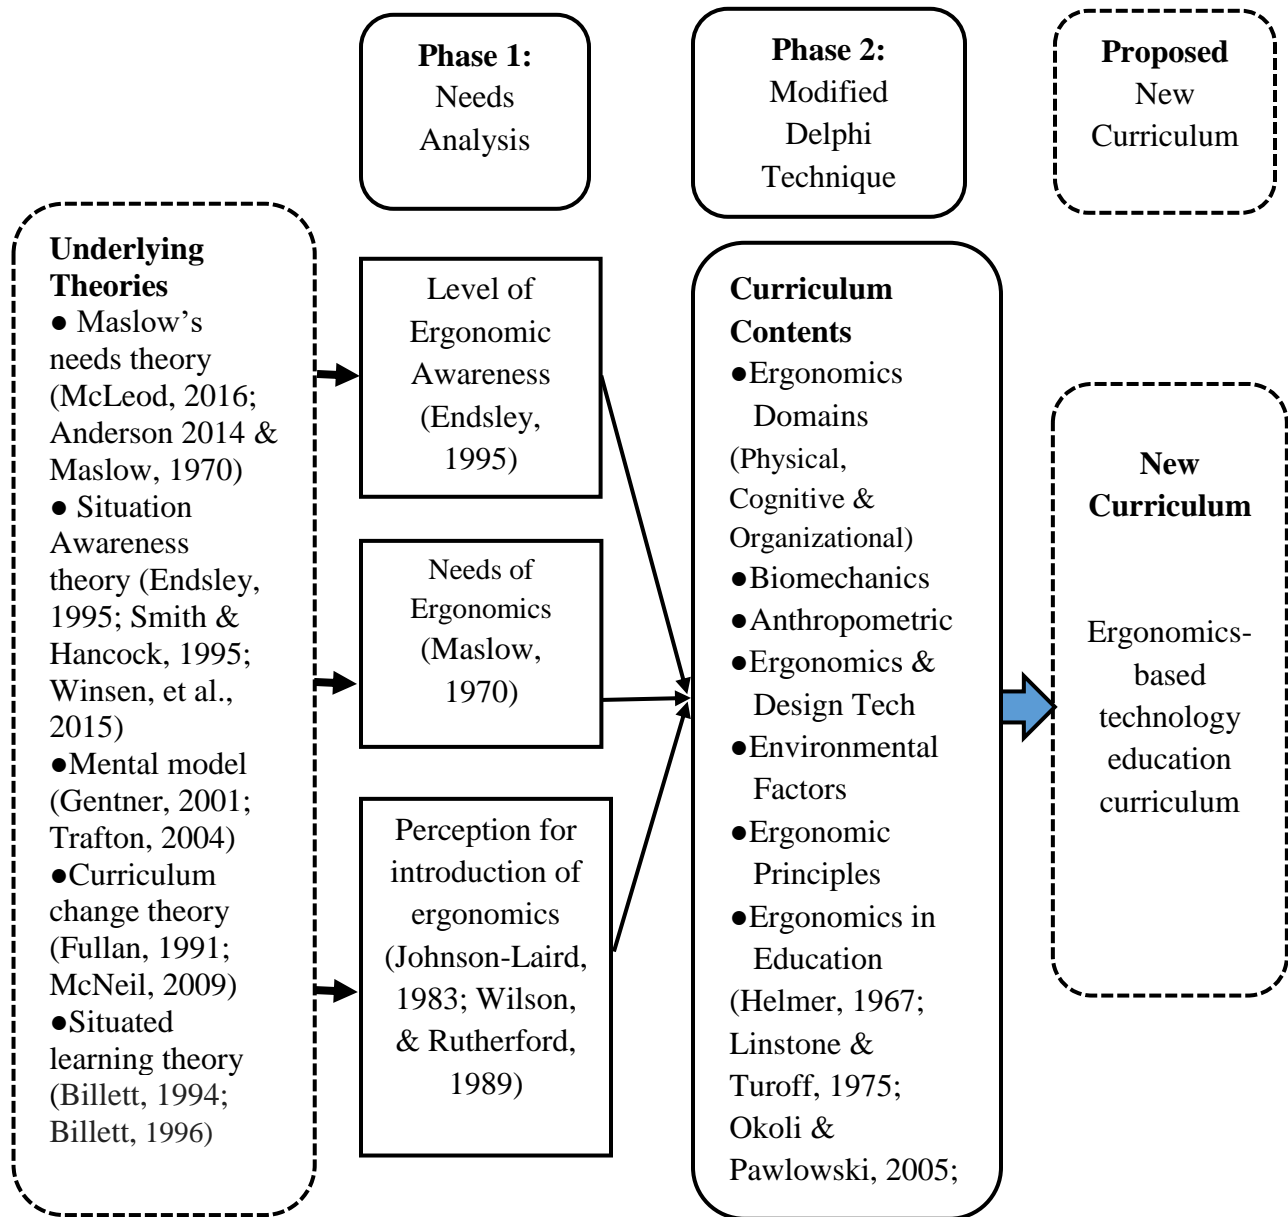 Phase 1:
Needs
Analysis
Phase 2:
Modified
Delphi
Technique
Proposed
New
Curriculum
Underlying
Theories
● Maslow’s
needs theory
(McLeod, 2016;
Anderson 2014 &
Maslow, 1970)
● Situation
Awareness
theory (Endsley,
1995; Smith &
Hancock, 1995;
Winsen, et al.,
2015)
●Mental model
(Gentner, 2001;
Trafton, 2004)
●Curriculum
change theory
(Fullan, 1991;
McNeil, 2009)
●Situated
learning theory
(Billett, 1994;
Billett, 1996)
Level of
Ergonomic
Awareness
(Endsley,
1995)
Needs of
Ergonomics
(Maslow,
1970)
Perception for
introduction of
ergonomics
(Johnson-Laird,
1983; Wilson,
& Rutherford,
1989)
Curriculum
Contents
●Ergonomics
Domains
(Physical,
Cognitive &
Organizational)
●Biomechanics
●Anthropometric
●Ergonomics &
Design Tech
●Environmental
Factors
●Ergonomic
Principles
●Ergonomics in
Education
(Helmer, 1967;
Linstone &
Turoff, 1975;
Okoli &
Pawlowski, 2005;
New
Curriculum
Ergonomics-
based
technology
education
curriculum